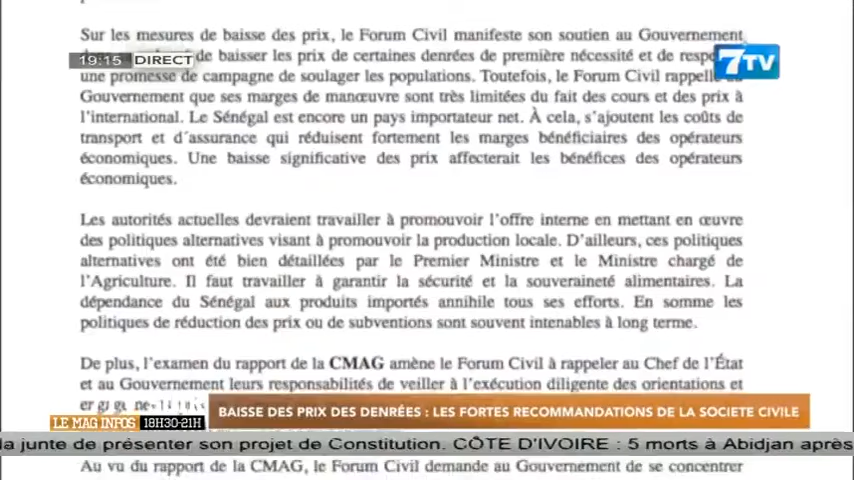 Sur les mesures de baisse des prix, le Forum Civil manifeste son soutien au Gouvernement
de baisser les prix de certaines denrées de première nécessité et de
19:15 DIRECT
7TV
une promesse de campagne de soulager les populations. Toutefois, le Forum Civil rappelle
Gouvernement que ses marges de manœuvre sont très limitées du fait des cours et des prix à
l'international. Le Sénégal est encore un pays importateur net. À cela, s'ajoutent les coûts de
transport et d'assurance qui réduisent fortement les marges bénéficiaires des opérateurs
économiques. Une baisse significative des prix affecterait les bénéfices des opérateurs
économiques.
Les autorités actuelles devraient travailler à promouvoir l'offre interne en mettant en œuvre
des politiques alternatives visant à promouvoir la production locale. D'ailleurs, ces politiques
alternatives ont été bien détaillées par le Premier Ministre et le Ministre chargé de
l'Agriculture. Il faut travailler à garantir la sécurité et la souveraineté alimentaires. La
dépendance du Sénégal aux produits importés annihile tous ses efforts. En somme les
politiques de réduction des prix ou de subventions sont souvent intenables à long terme.
De plus, l'examen du rapport de la CMAG amène le Forum Civil à rappeler au Chef de l'État
et au Gouvernement leurs responsabilités de veiller à l'exécution diligente des orientations et
BAISSE DES PRIX DES DENRÉES : LES FORTES RECOMMANDATIONS DE LA SOCIETE CIVILE
LE MAG INFOS 18H30-21H
la junte de présenter son projet de Constitution. CÔTE D'IVOIRE : 5 morts à Abidjan après
Au vu du rapport de la CMAG, le Forum Civil demande au Gouvernement de se concentrer